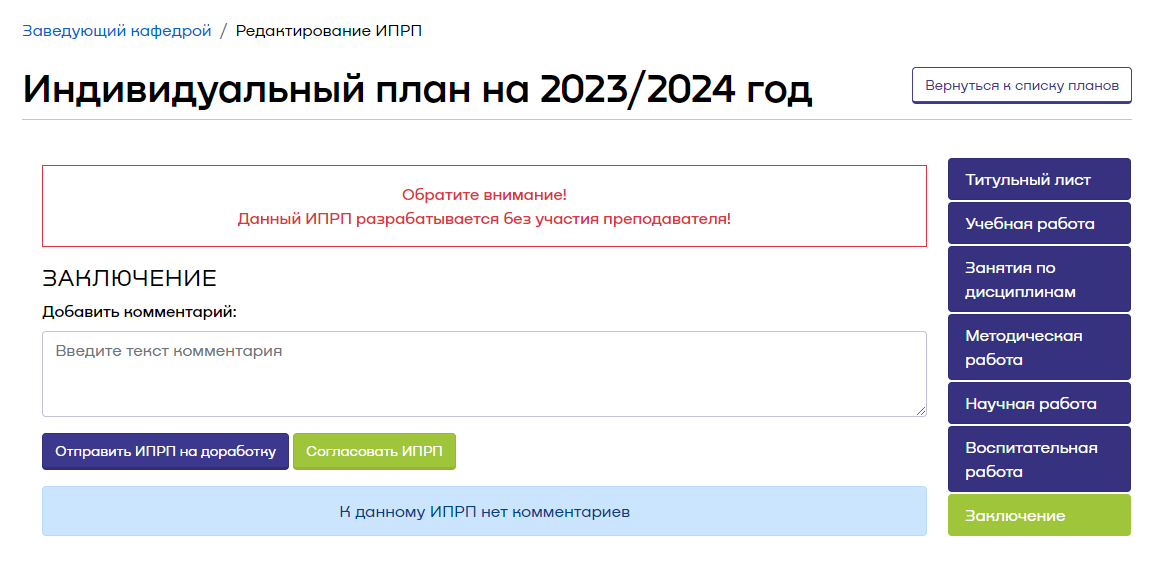 Заведующий кафедрой / Редактирование ИПРП
Индивидуальный план на 2023/2024 год
Вернуться к списку планов
Обратите внимание!
Данный ИПРП разрабатывается без участия преподавателя!
ЗАКЛЮЧЕНИЕ
Добавить комментарий:
Введите текст комментария
Отправить ИПРП на доработку
Согласовать ИПРП
К данному ИПРП нет комментариев
Титульный лист
Учебная работа
Занятия по
дисциплинам
Методическая
работа
Научная работа
Воспитательная
работа
Заключение